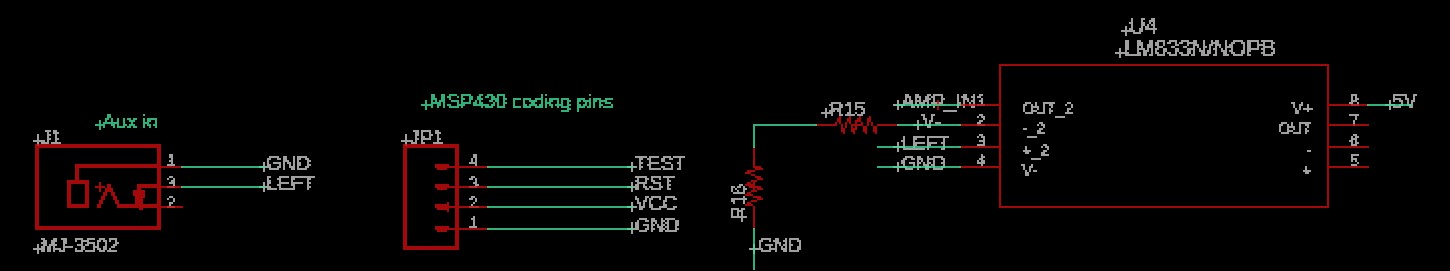 Aux in
J1
1
GND
3
LEFT
2
MJ-3502
MSP430 coding pins
JP1
4
TEST
3
RST
2
VCC
1
GND
R15
R16
GND
U4
LM833N/NOPB
AMP_IN
1
OUT_2
V-
2
-_2
LEFT
3
+_2
GND
4
V-
V+
8
5V
OUT
7
-
6
+
5